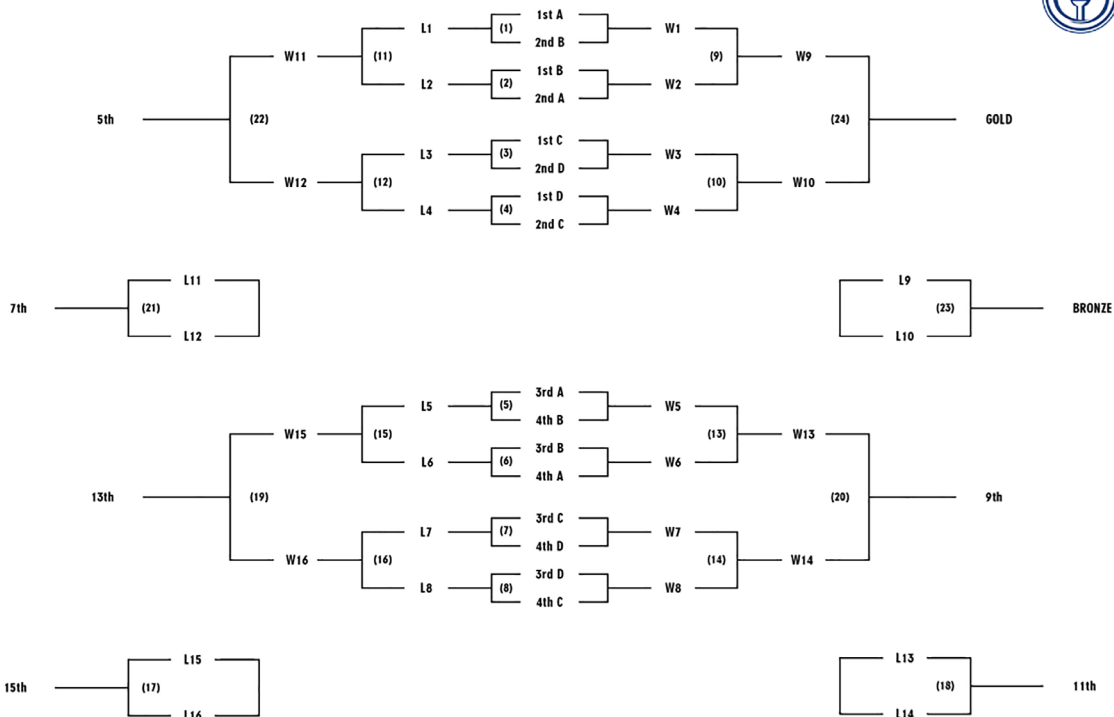 L1 (1) 1st A W1
2nd B
W11 (11) (9) W9
L2 (2) 1st B W2
2nd A
5th (22) (24) GOLD
L3 (3) 1st C W3
2nd D
W12 (12) (10) W10
L4 (4) 1st D W4
2nd C
L11 L9
7th (21) (23) BRONZE
L12 L10
L5 (5) 3rd A W5
4th B
W15 (15) (13) W13
L6 (6) 3rd B W6
4th A
13th (19) (20) 9th
L7 (7) 3rd C W7
4th D
W16 (16) (14) W14
L8 (8) 3rd D W8
4th C
L15 L13
15th (17) (18) 11th
L16 L14